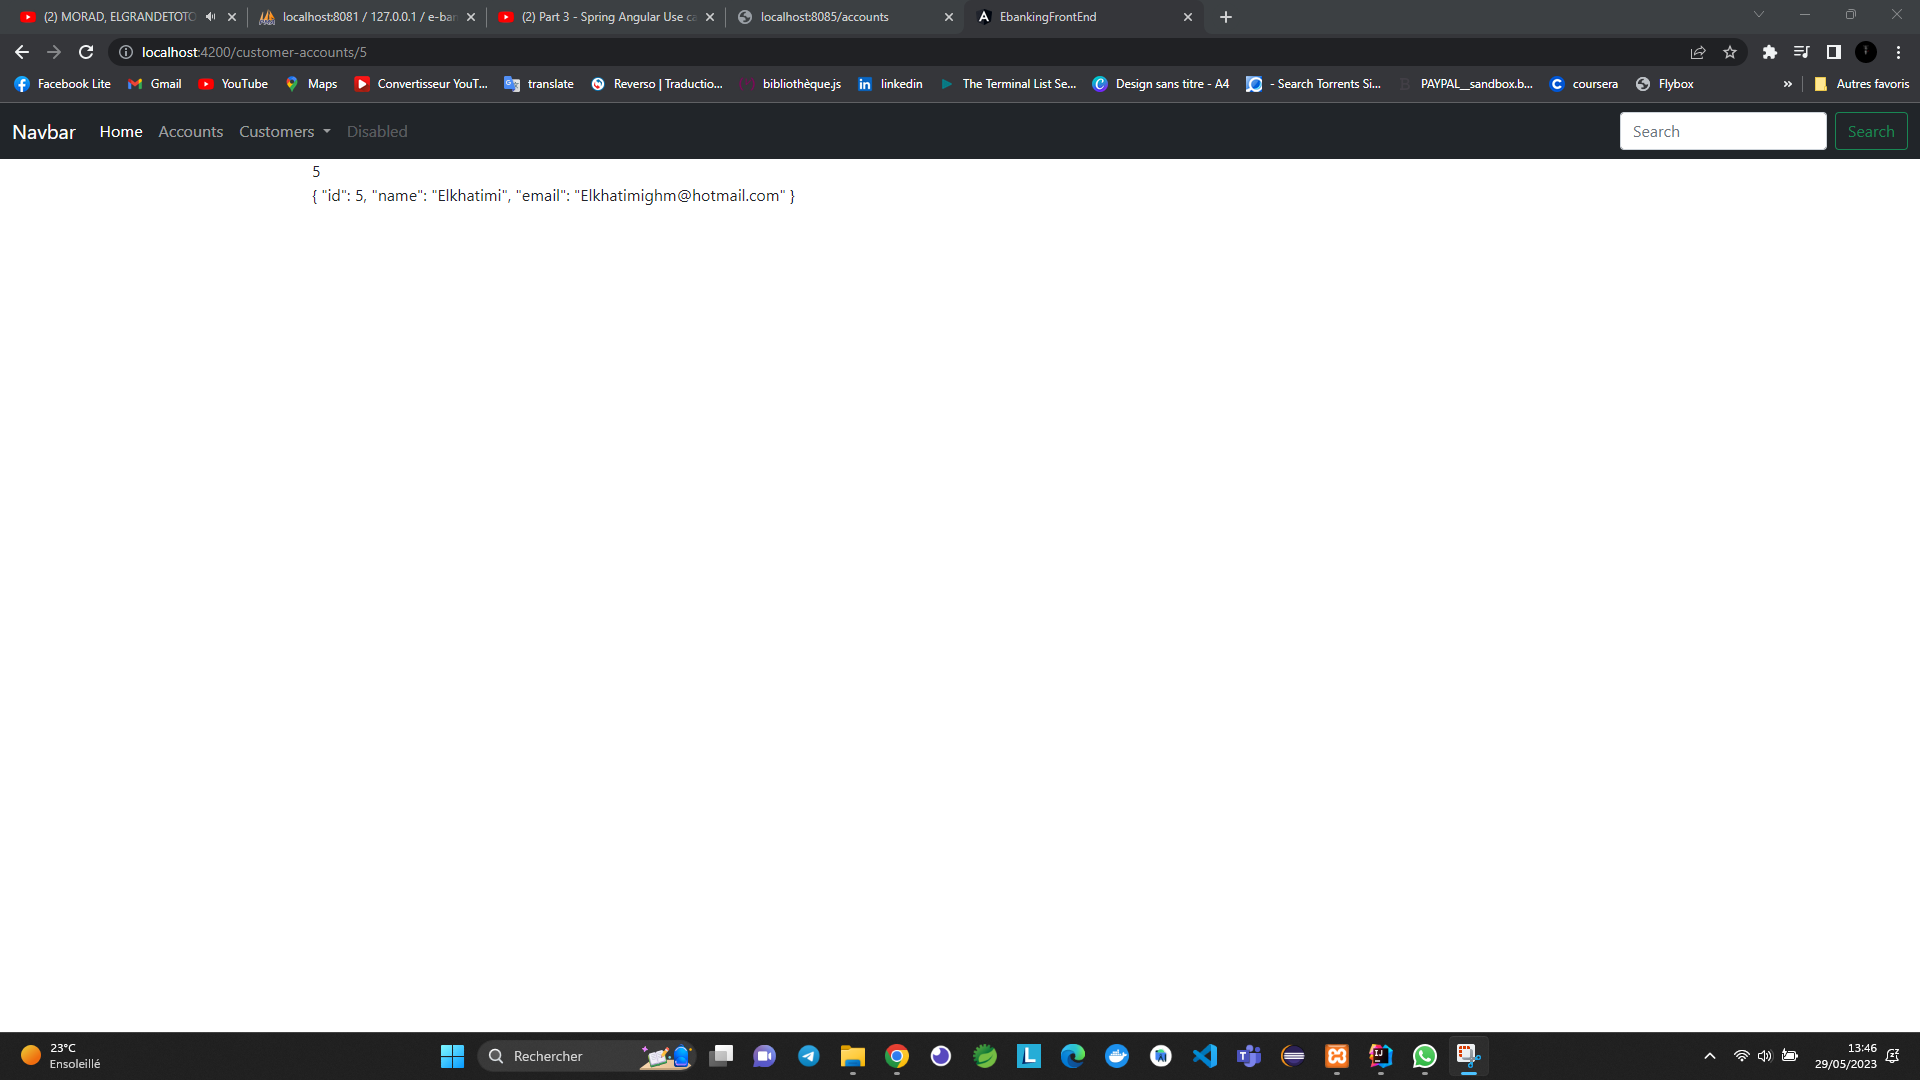 (2) MORAD, ELGRANDETOTO
localhost:8081 / 127.0.0.1 / e-ban
(2) Part 3 - Spring Angular Use ca
localhost:8085/accounts
EbankingFrontEnd
localhost:4200/customer-accounts/5
Facebook Lite
Gmail
YouTube
Maps
Convertisseur YouT...
translate
Reverso | Traductio...
bibliothèque.js
linkedin
The Terminal List Se...
Design sans titre - A4
- Search Torrents Si...
PAYPAL__sandbox.b...
coursera
Flybox
»
Autres favoris
Navbar
Home
Accounts
Customers
Disabled
Search
Search
5
{ "id": 5, "name": "Elkhatimi", "email": "Elkhatimighm@hotmail.com" }
23°C
Ensoleillé
Rechercher
13:46
29/05/2023